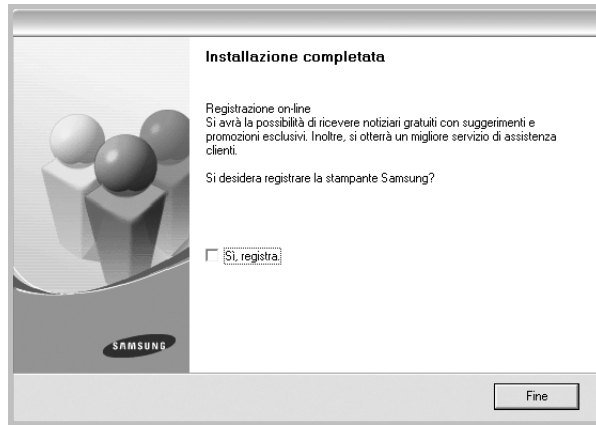 Installazione completata
Registrazione on-line
Si avrà la possibilità di ricevere notiziari gratuiti con suggerimenti e
promozioni esclusivi. Inoltre, si otterrà un migliore servizio di assistenza
clienti.
Si desidera registrare la stampante Samsung?
Sì, registra.
SAMSUNG
Fine